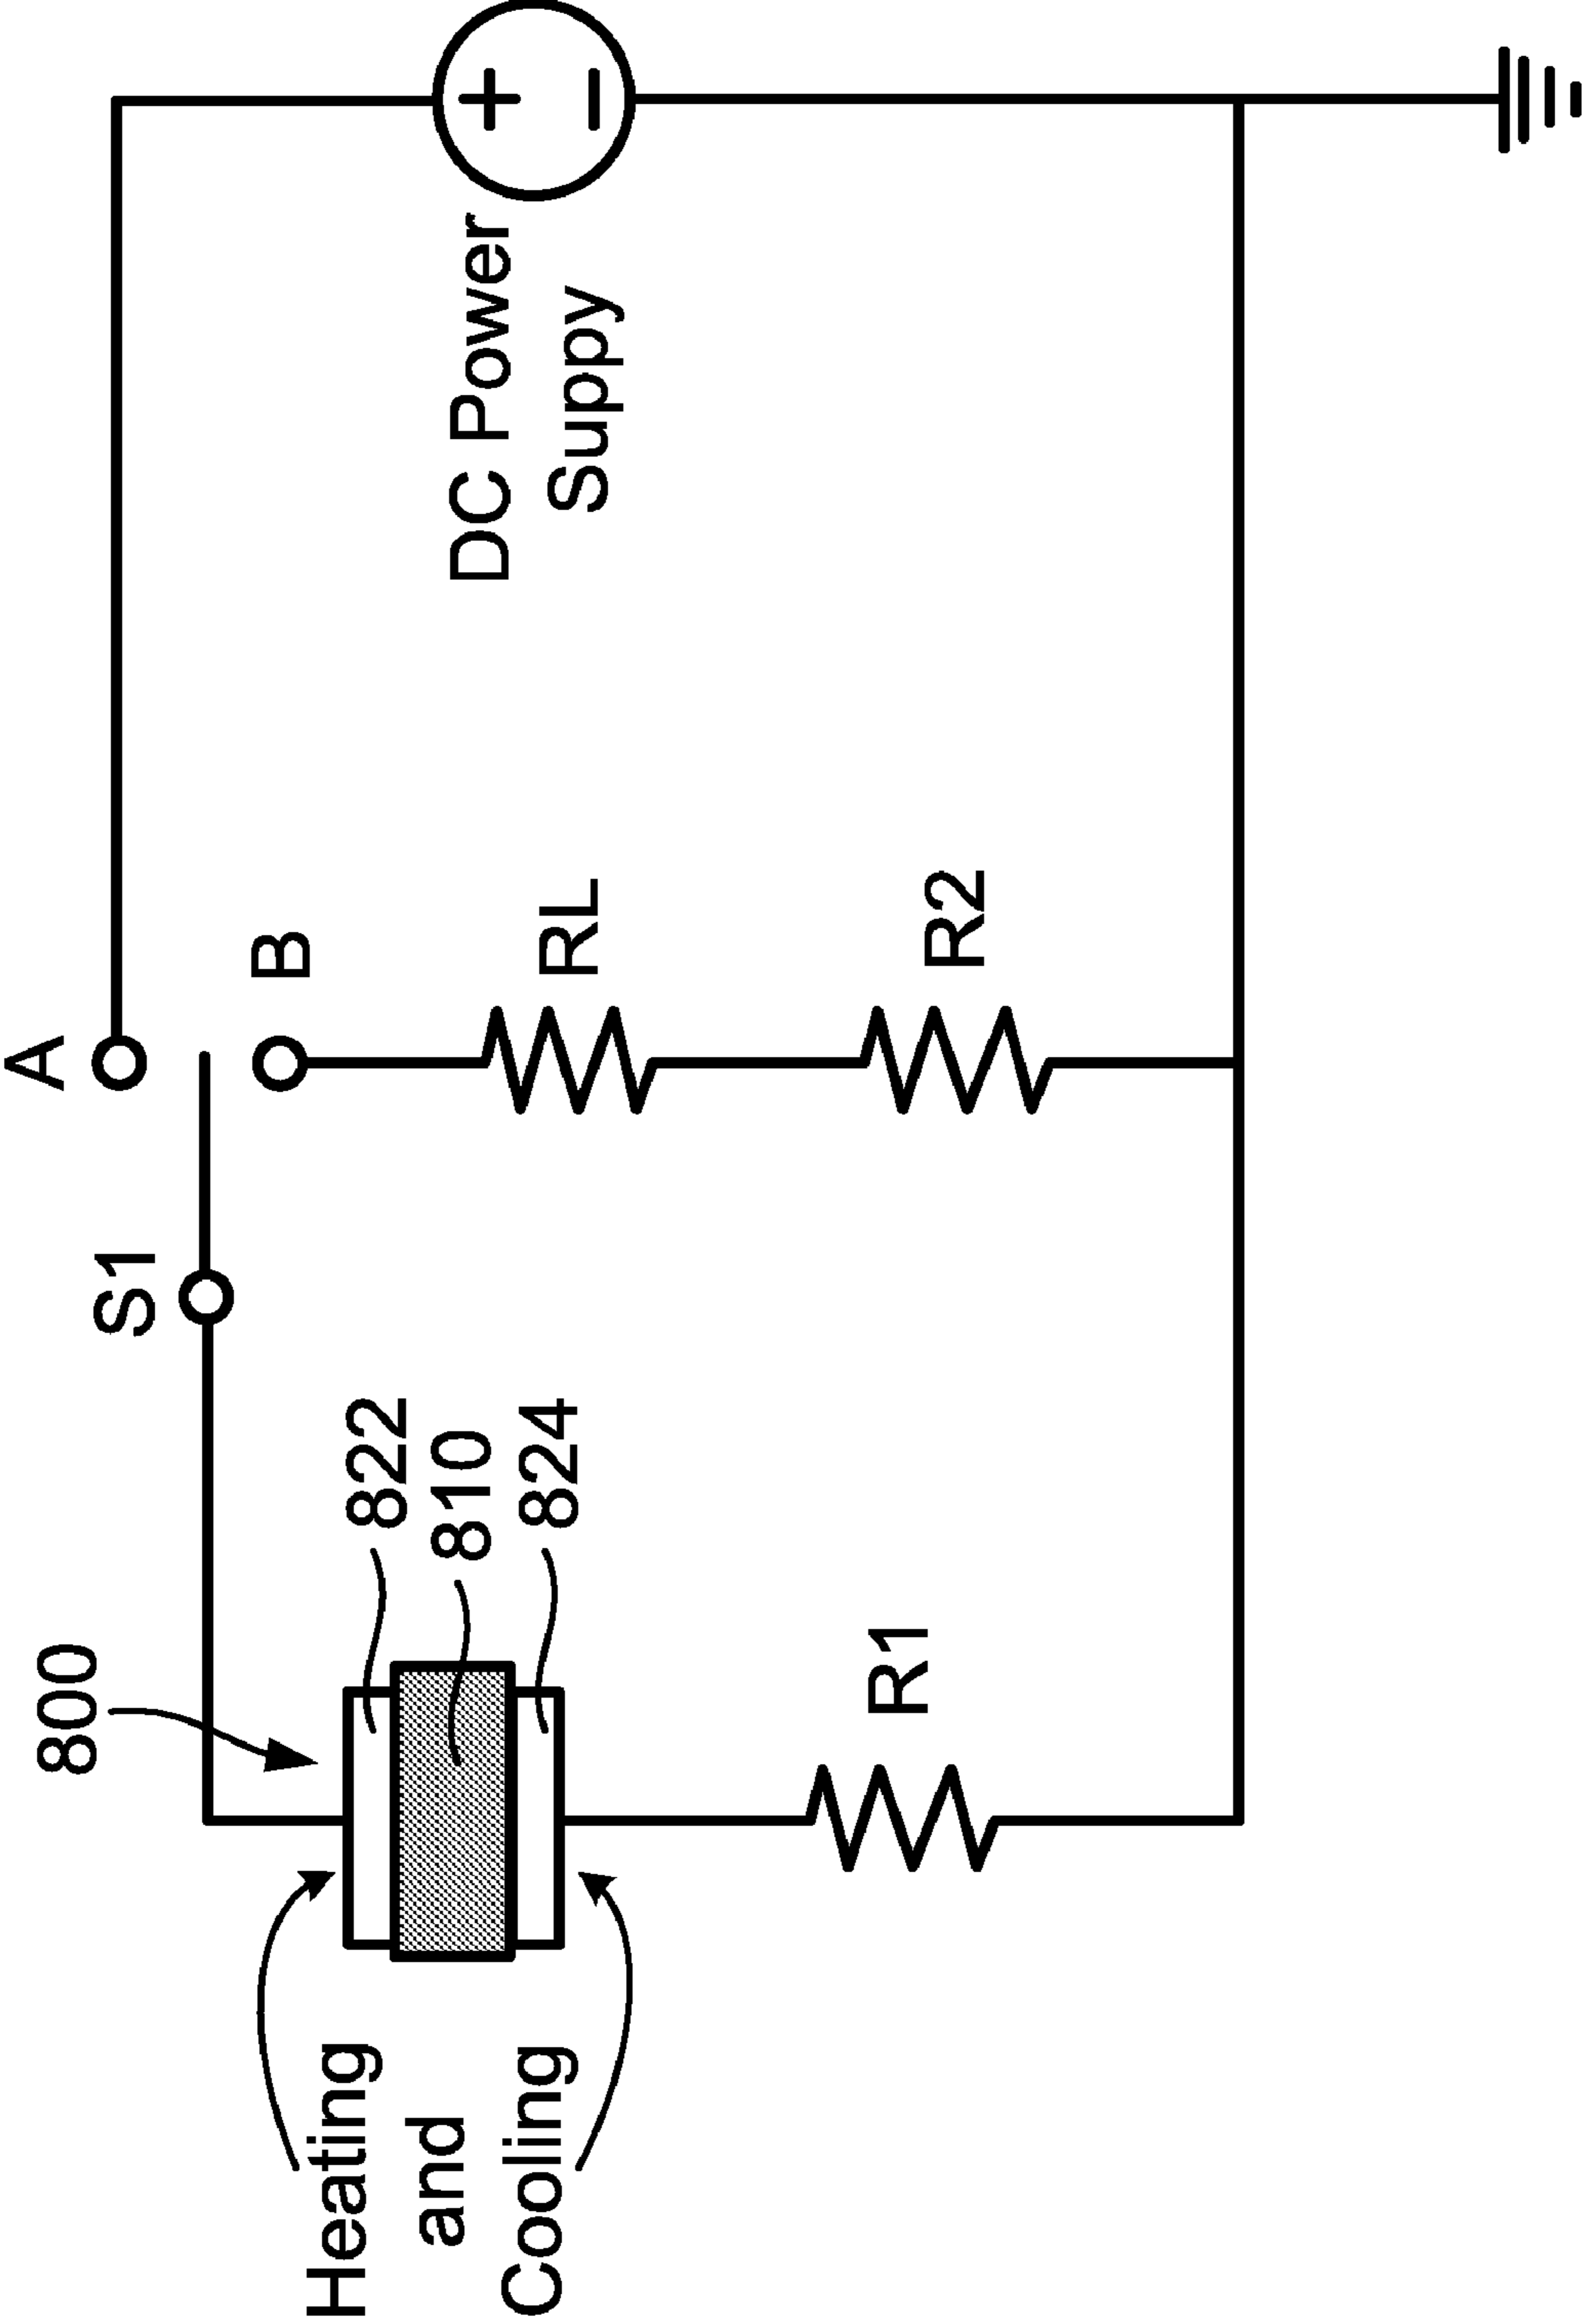 800
Heating
and
Cooling
822
810
824
R1
S1
A
B
RL
R2
DC Power
Suppy
+
−